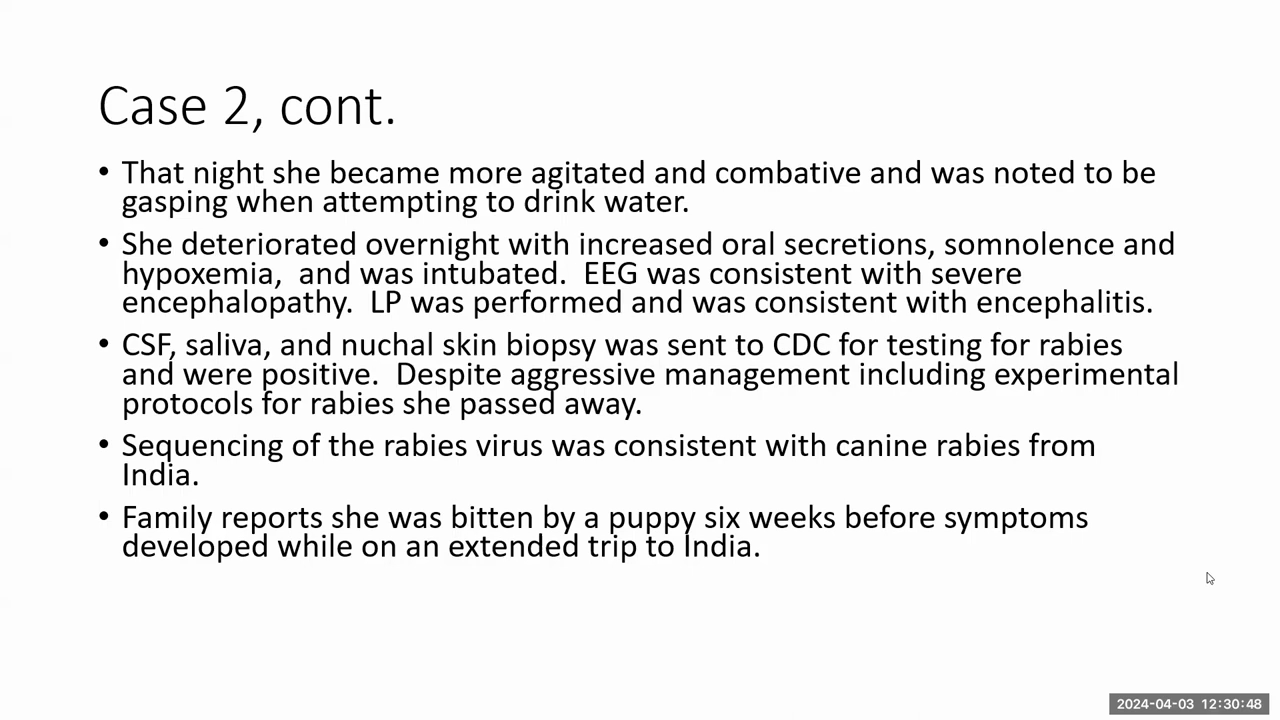 Case 2, cont.
• That night she became more agitated and combative and was noted to be
gasping when attempting to drink water.
• She deteriorated overnight with increased oral secretions, somnolence and
hypoxemia,  and was intubated.  EEG was consistent with severe
encephalopathy.  LP was performed and was consistent with encephalitis.
• CSF, saliva, and nuchal skin biopsy was sent to CDC for testing for rabies
and were positive.  Despite aggressive management including experimental
protocols for rabies she passed away.
• Sequencing of the rabies virus was consistent with canine rabies from
India.
• Family reports she was bitten by a puppy six weeks before symptoms
developed while on an extended trip to India.
2024-04-03 12:30:48